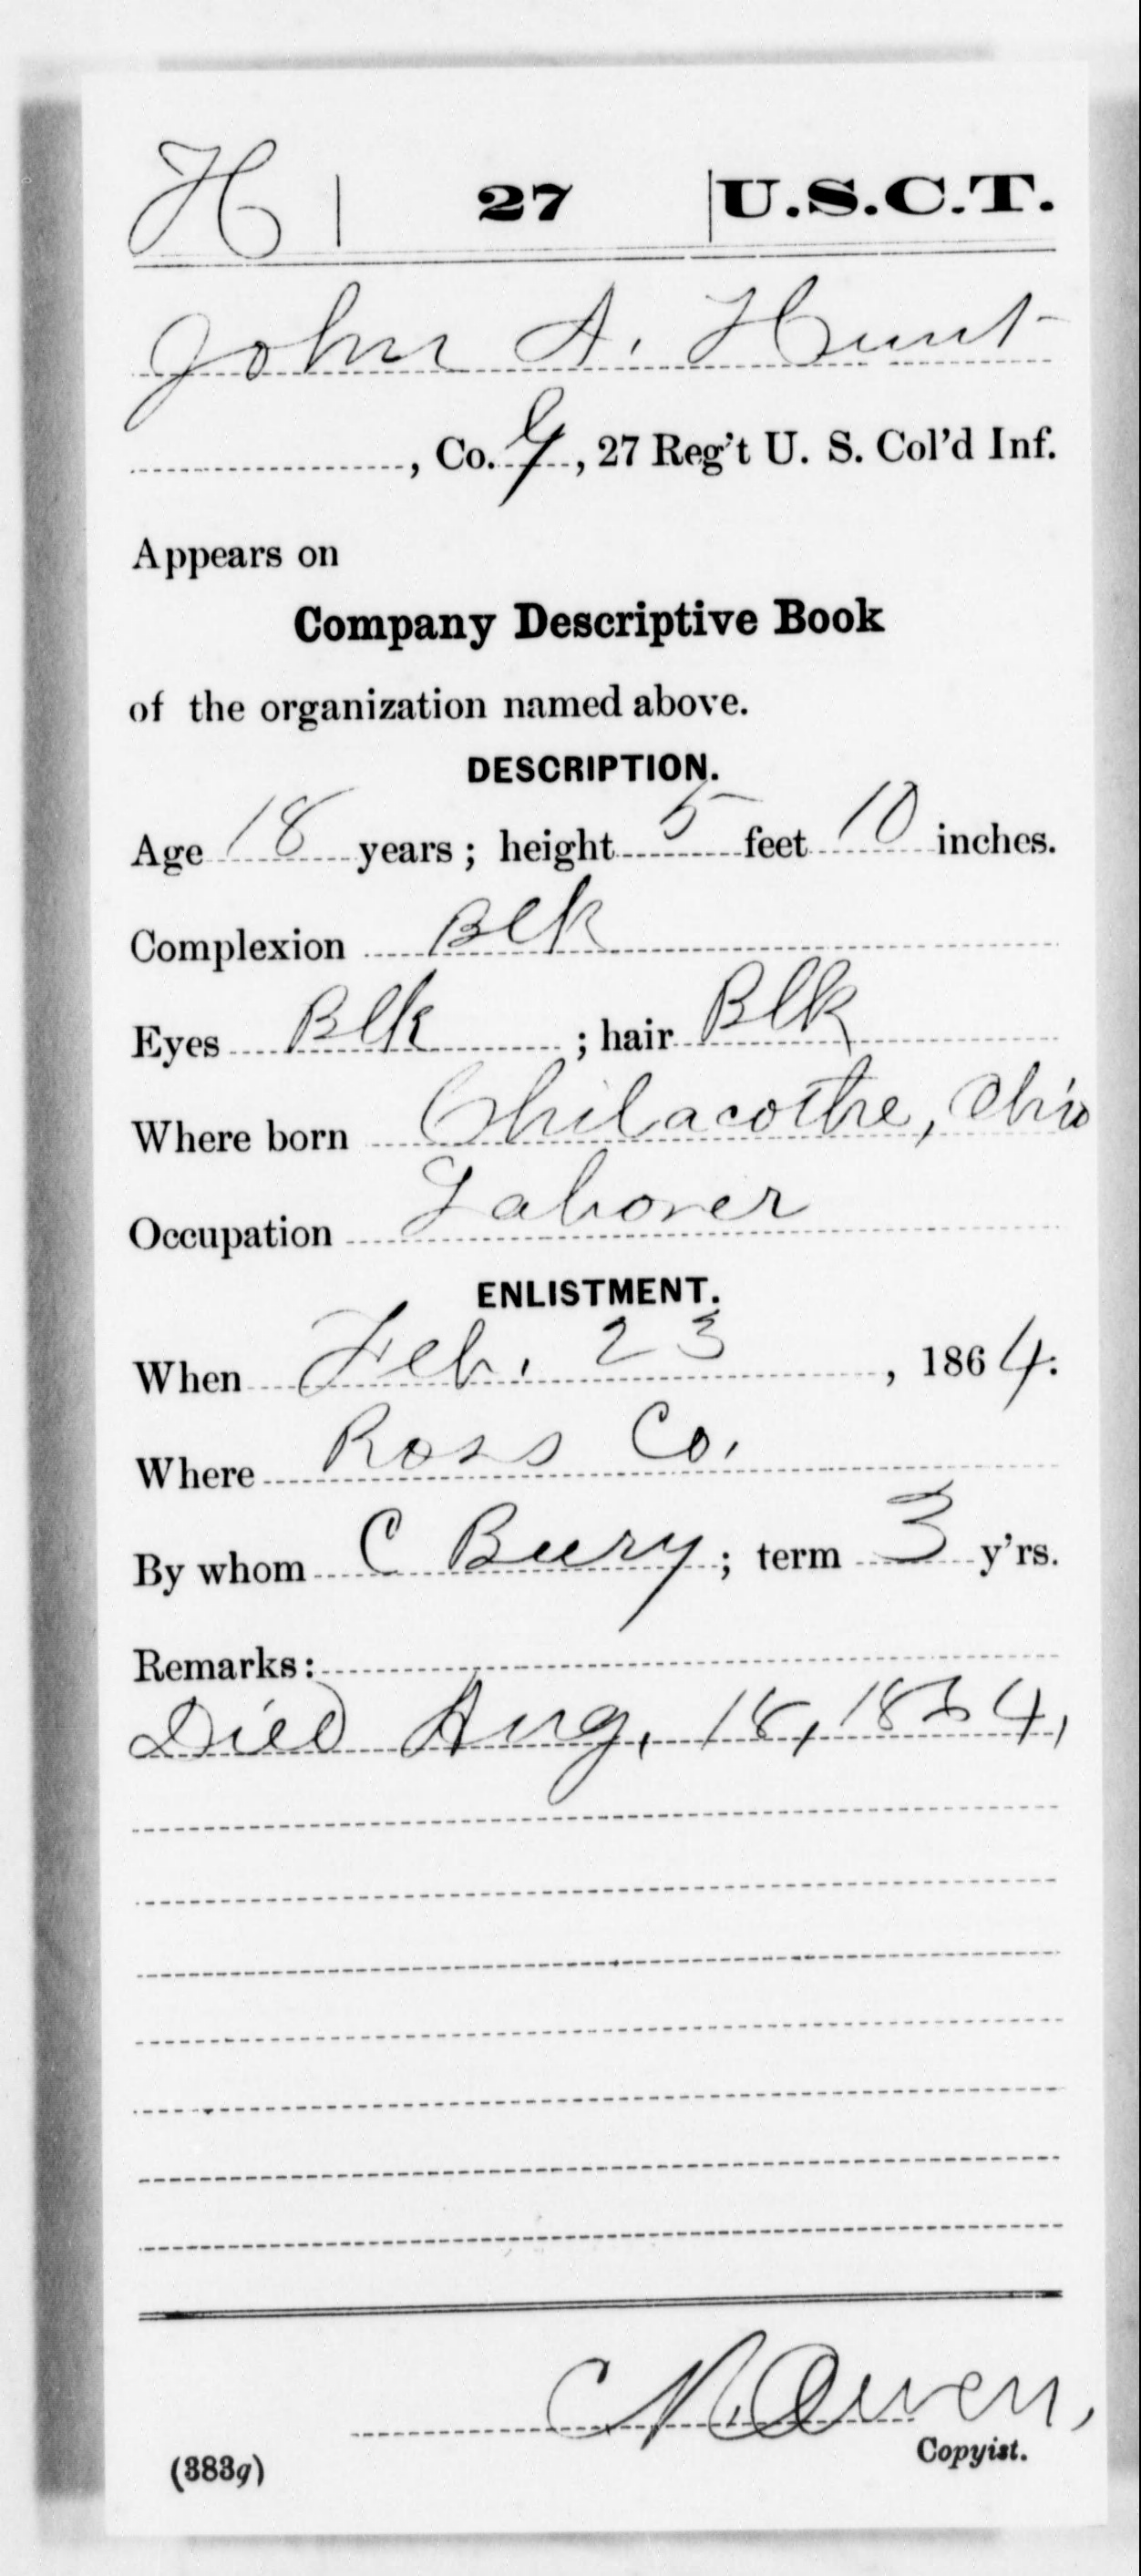 H | 27 | U.S.C.T.
John A. Hunt
, Co. G, 27 Reg't U. S. Col'd Inf.
Appears on
Company Descriptive Book
of the organization named above.
DESCRIPTION.
Age 18 years; height 5 feet 10 inches.
Complexion Blk
Eyes Blk; hair Blk
Where born Chilacothe, Ohio
Occupation Laborer
ENLISTMENT.
When Feb. 23, 1864.
Where Ross Co.
By whom C Bury; term 3 y'rs.
Remarks:
Died Aug. 18, 1864,
Owen,
Copyist.
(383g)